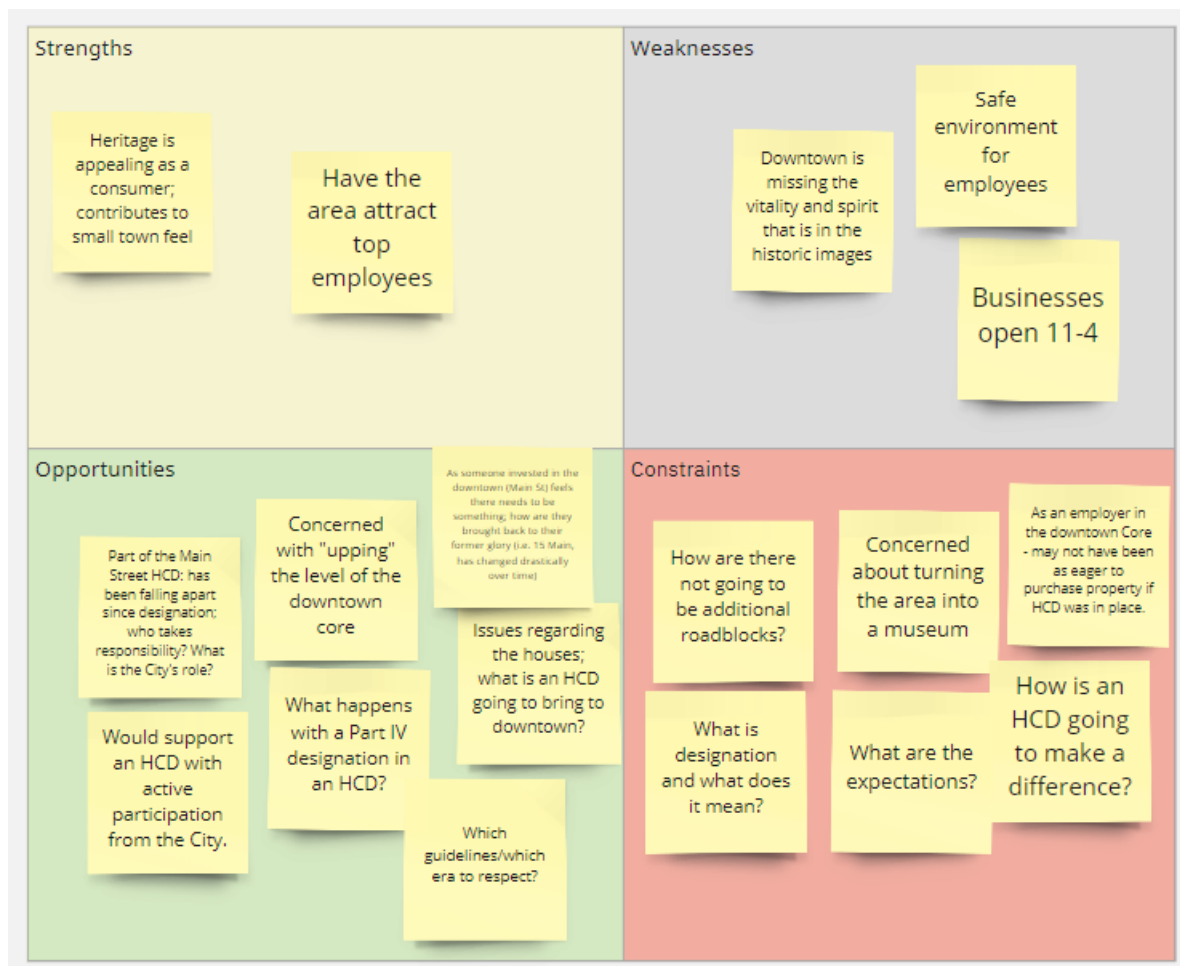 Strengths
Heritage is
appealing as a
consumer;
contributes to
small town feel
Have the
area attract
top
employees
Weaknesses
Downtown is
missing the
vitality and spirit
that is in the
historic images
Safe
environment
for
employees
Businesses
open 11-4
Opportunities
Part of the Main
Street HCD: has
been falling apart
since designation;
who takes
responsibility? What
is the City's role?
Concerned
with "upping"
the level of the
downtown
core
As someone invested in the
downtown (Main St) feels
there needs to be
something; how are they
brought back to their
former glory (i.e. 15 Main,
has changed drastically
over time)
Issues regarding
the houses;
what is an HCD
going to bring to
downtown?
Would support
an HCD with
active
participation
from the City.
What happens
with a Part IV
designation in
an HCD?
Which
guidelines/which
era to respect?
Constraints
How are there
not going to
be additional
roadblocks?
Concerned
about turning
the area into
a museum
As an employer in
the downtown Core
- may not have been
as eager to
purchase property if
HCD was in place.
What is
designation
and what does
it mean?
What are the
expectations?
How is an
HCD going
to make a
difference?